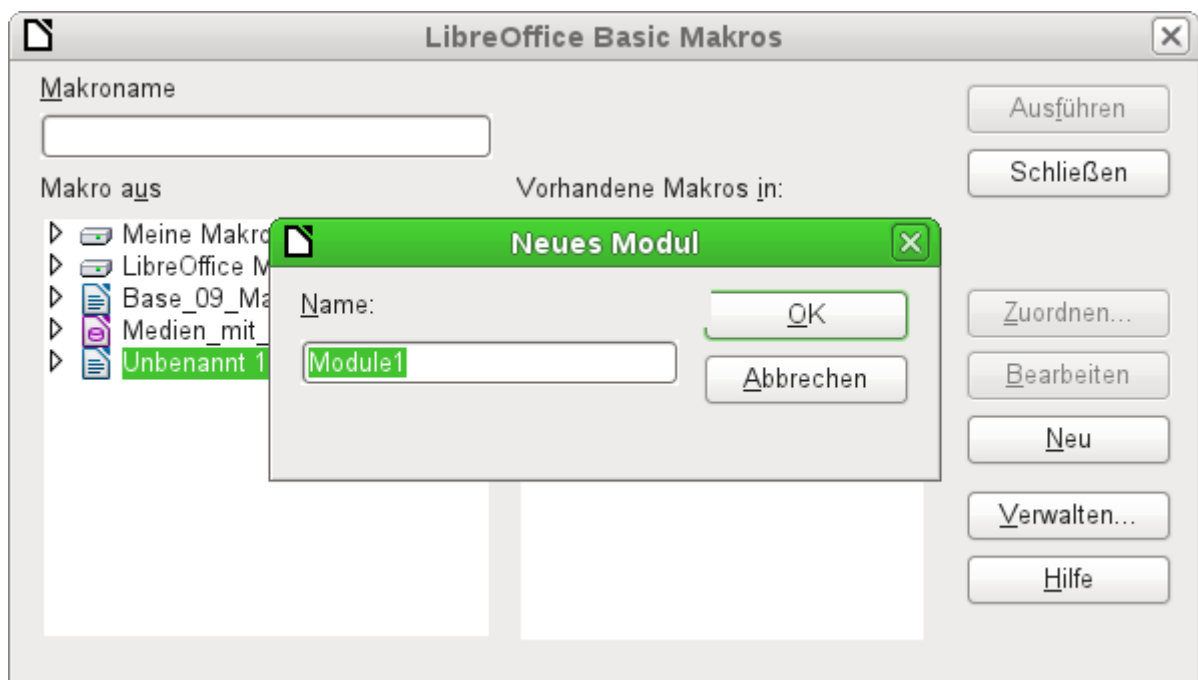 LibreOffice Basic Makros
Makroname
Ausführen
Schließen
Makro aus
Vorhandene Makros in:
Meine Makro
LibreOffice M
Base_09_Ma
Medien_mit_
Unbenannt 1
Neues Modul
Name:
Module1
OK
Abbrechen
Zuordnen...
Bearbeiten
Neu
Verwalten...
Hilfe